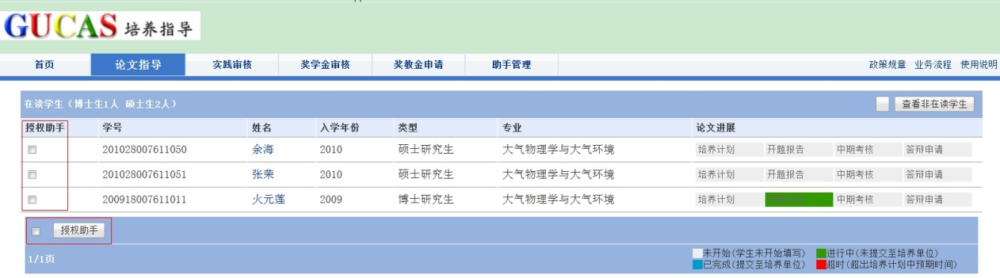 GUCAS 培养指导
首页 论文指导 实践审核 奖学金审核 奖教金申请 助手管理 政策规章 业务流程 使用说明
在读学生（博士生1人 硕士生2人） 查看非在读学生
授权助手 学号 姓名 入学年份 类型 专业 论文进展
201028007611050 余海 2010 硕士研究生 大气物理学与大气环境 培养计划 开题报告 中期考核 答辩申请
201028007611051 张荣 2010 硕士研究生 大气物理学与大气环境 培养计划 开题报告 中期考核 答辩申请
200918007611011 火元莲 2009 博士研究生 大气物理学与大气环境 培养计划 开题报告 中期考核 答辩申请
授权助手
1/1页
未开始(学生未开始填写) 进行中(未提交至培养单位)
已完成(提交至培养单位) 超时(超出培养计划中预期时间)